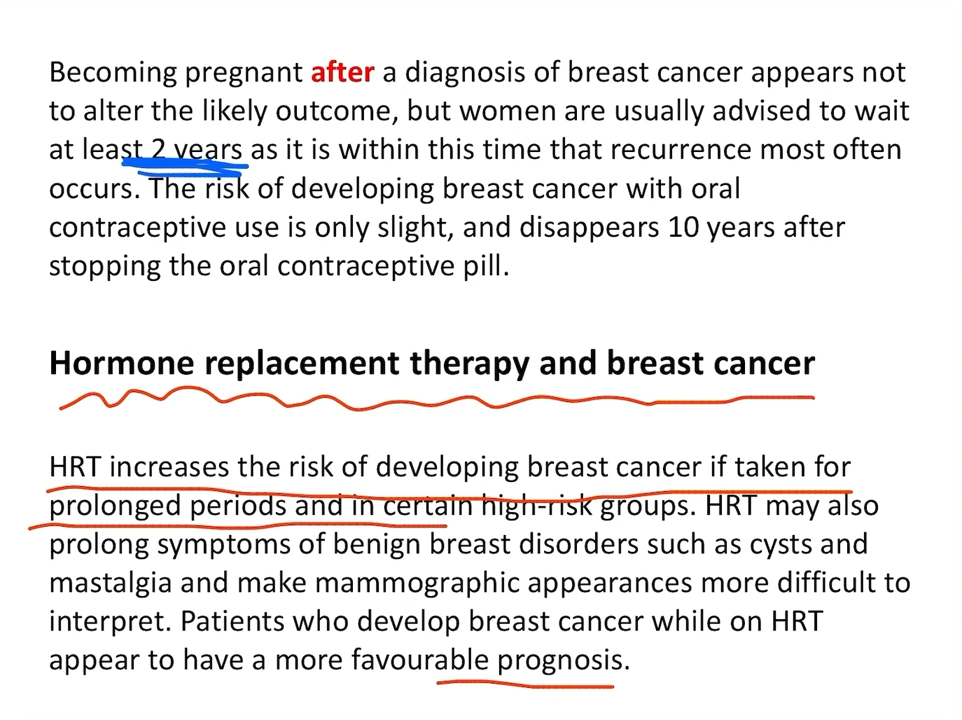 Becoming pregnant after a diagnosis of breast cancer appears not
to alter the likely outcome, but women are usually advised to wait
at least 2 years as it is within this time that recurrence most often
occurs. The risk of developing breast cancer with oral
contraceptive use is only slight, and disappears 10 years after
stopping the oral contraceptive pill.
Hormone replacement therapy and breast cancer
HRT increases the risk of developing breast cancer if taken for
prolonged periods and in certain high-risk groups. HRT may also
prolong symptoms of benign breast disorders such as cysts and
mastalgia and make mammographic appearances more difficult to
interpret. Patients who develop breast cancer while on HRT
appear to have a more favourable prognosis.